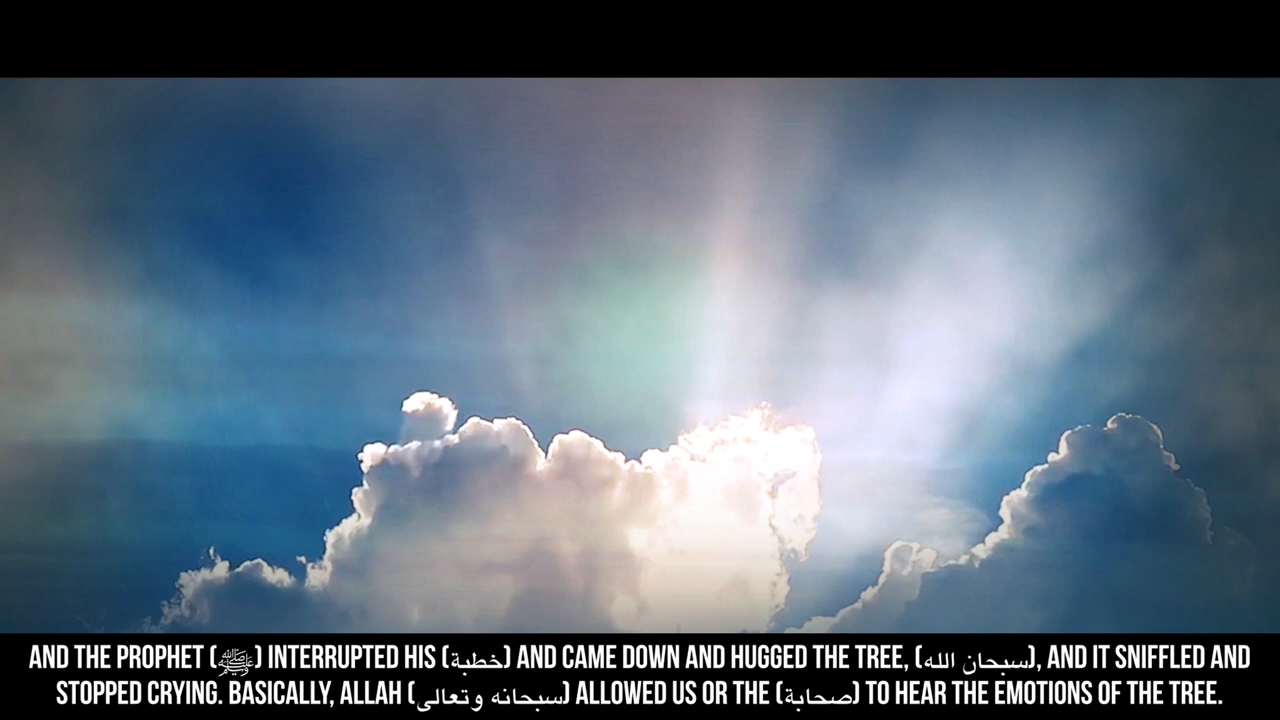 AND THE PROPHET (ﷺ) INTERRUPTED HIS (خطبة) AND CAME DOWN AND HUGGED THE TREE, (سبحان الله), AND IT SNIFFLED AND
STOPPED CRYING. BASICALLY, ALLAH (سبحانه وتعالى) ALLOWED US OR THE (صحابة) TO HEAR THE EMOTIONS OF THE TREE.